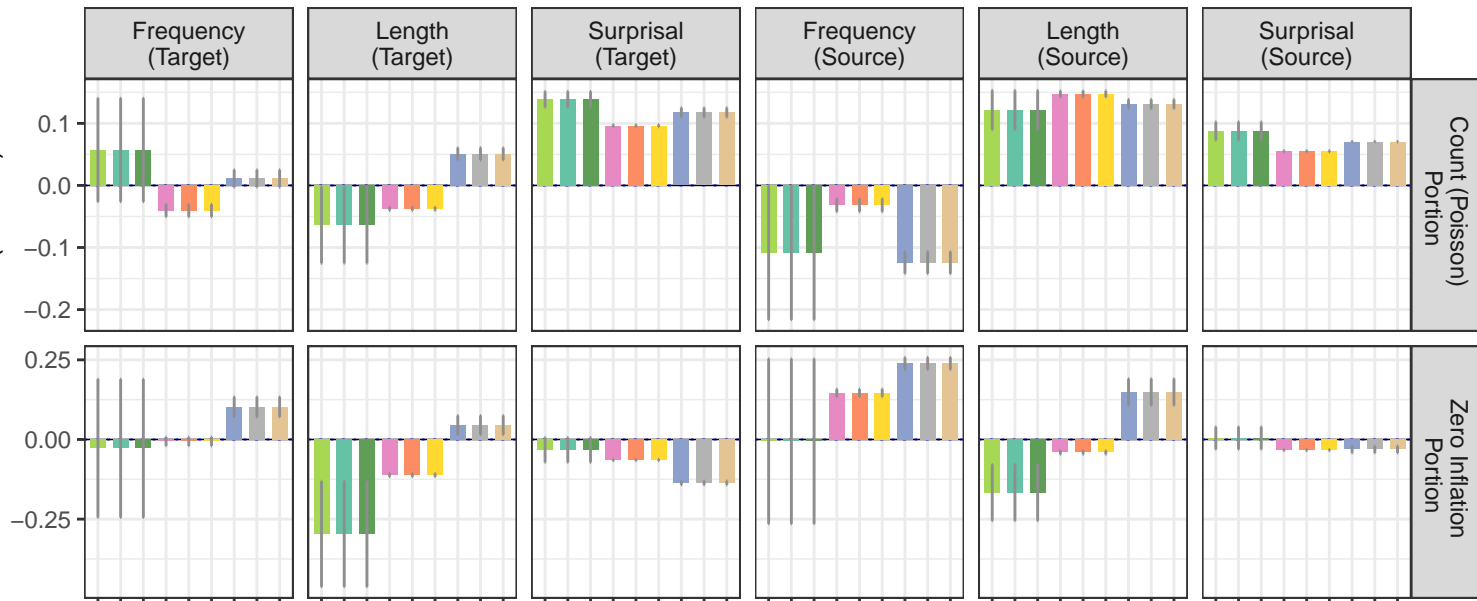 Frequency
(Target)
Length
(Target)
Surprisal
(Target)
Frequency
(Source)
Length
(Source)
Surprisal
(Source)
0.1
0.0
−0.1
−0.2
Count (Poisson)
Portion
0.25
0.00
−0.25
Zero Inflation
Portion